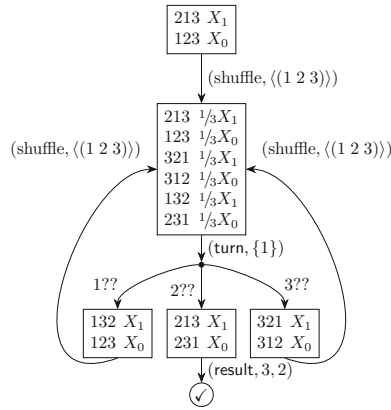 213 X₁
123 X₀
(shuffle, ⟨(1 2 3)⟩)
(shuffle, ⟨(1 2 3)⟩) (shuffle, ⟨(1 2 3)⟩)
213 1/3X₁
123 1/3X₀
321 1/3X₁
312 1/3X₀
132 1/3X₁
231 1/3X₀
(turn, {1})
1?? 2?? 3??
132 X₁ 213 X₁ 321 X₁
123 X₀ 231 X₀ 312 X₀
(result, 3, 2)
✓